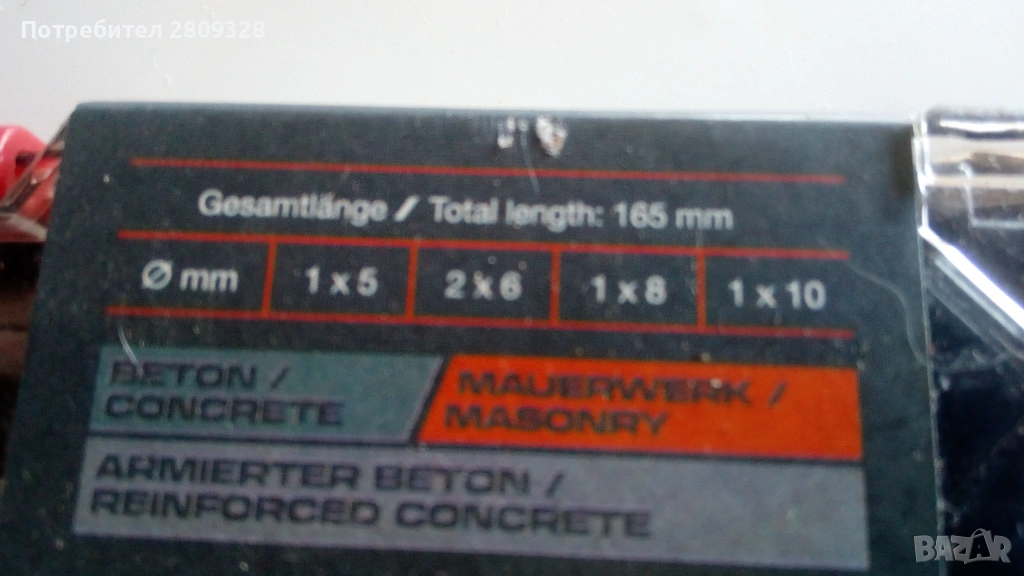 Потребител 2809328
Gesamtlänge / Total length: 165 mm
Ø mm 1 x 5 2 x 6 1 x 8 1 x 10
BETON /
CONCRETE
MAUERWERK /
MASONRY
ARMIERTER BETON /
REINFORCED CONCRETE
BAZAR